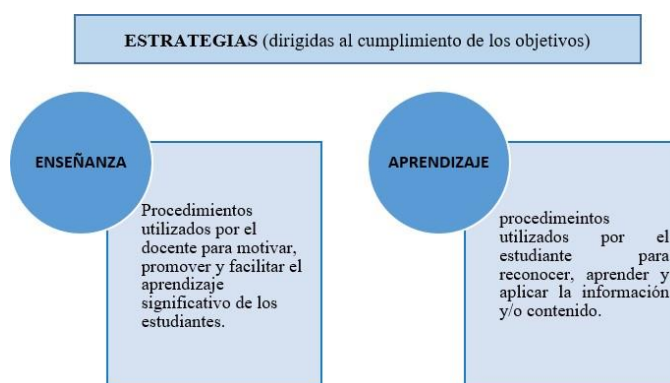 ESTRATEGIAS (dirigidas al cumplimiento de los objetivos)
ENSEÑANZA
Procedimientos
utilizados por el
docente para motivar,
promover y facilitar el
aprendizaje
significativo de los
estudiantes.
APRENDIZAJE
procedimeintos
utilizados por el
estudiante para
reconocer, aprender y
aplicar la información
y/o contenido.